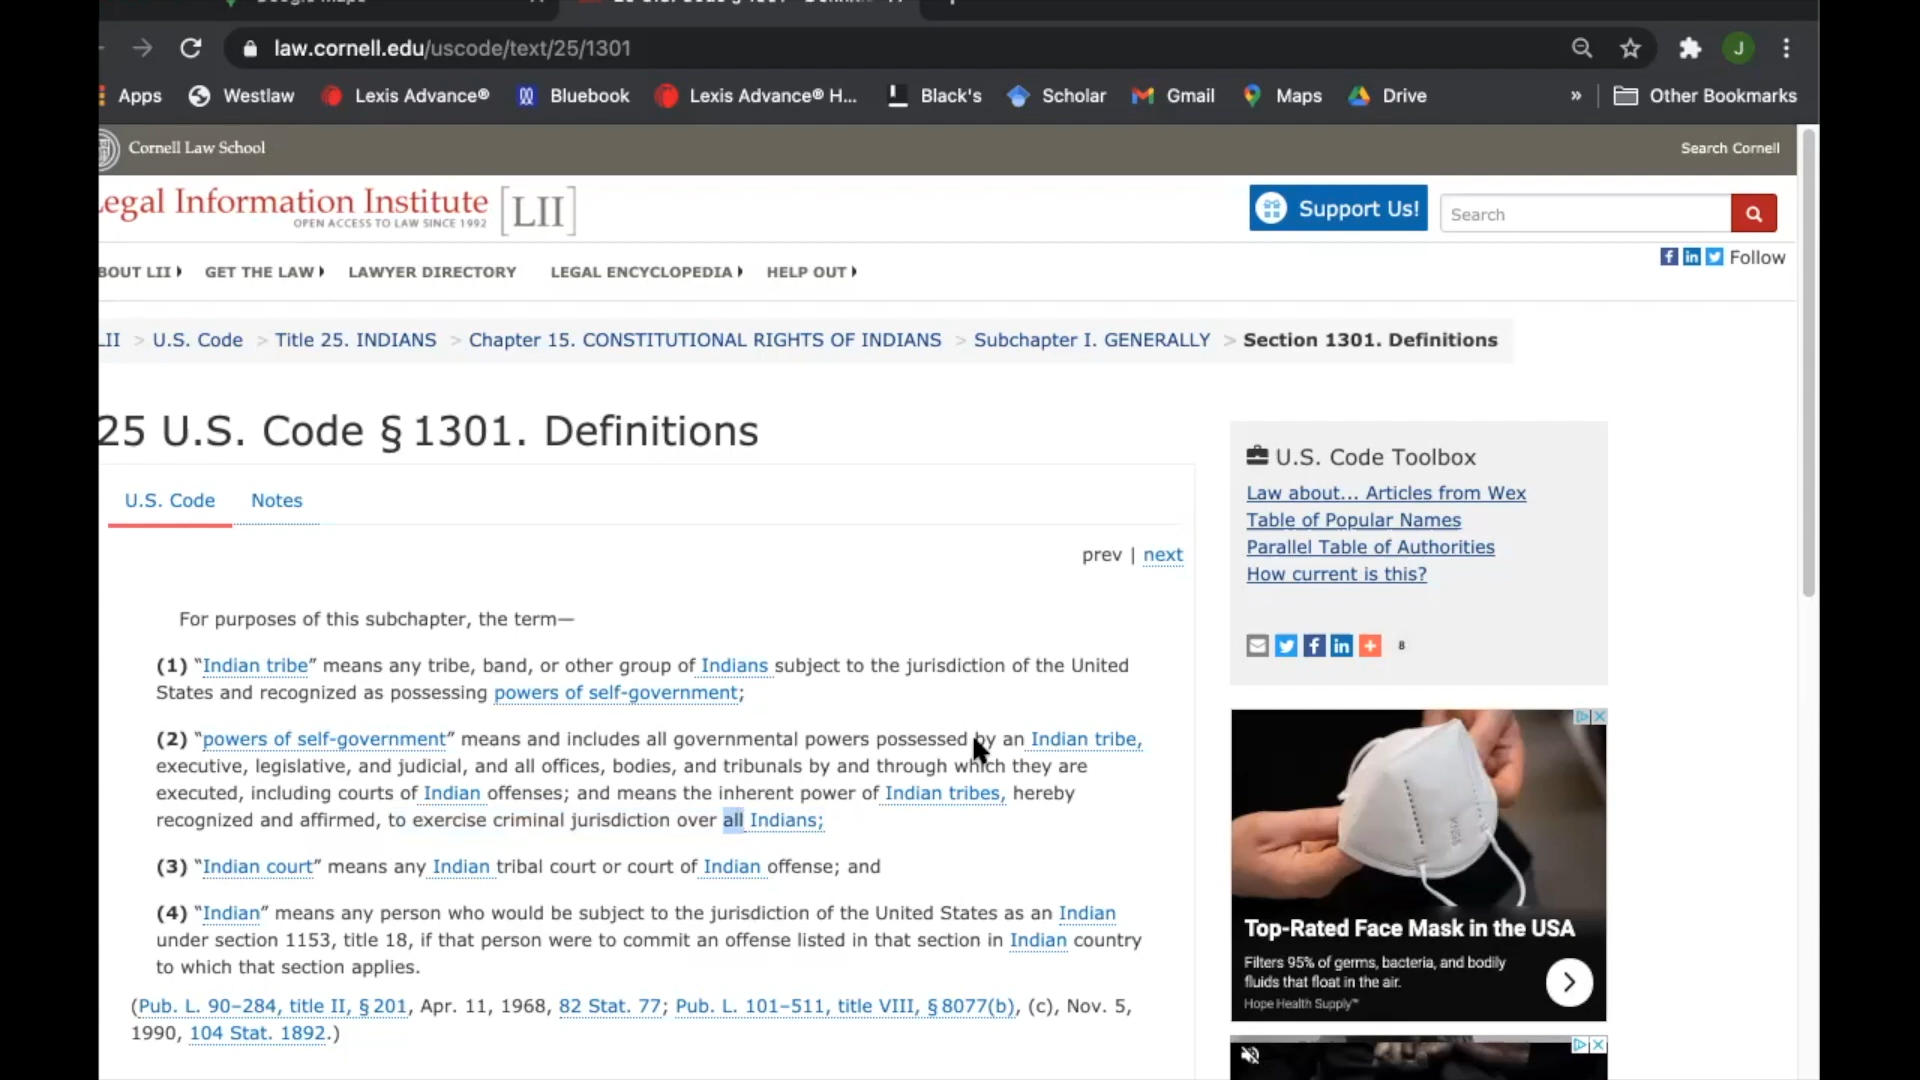 law.cornell.edu/uscode/text/25/1301
J
Apps Westlaw Lexis Advance® Bluebook Lexis Advance® H... Black's Scholar Gmail Maps Drive » Other Bookmarks
Cornell Law School
Search Cornell
egal Information Institute [LII]
OPEN ACCESS TO LAW SINCE 1992
Support Us!
Search
Follow
BOUT LII GET THE LAW LAWYER DIRECTORY LEGAL ENCYCLOPEDIA HELP OUT
LII > U.S. Code > Title 25. INDIANS > Chapter 15. CONSTITUTIONAL RIGHTS OF INDIANS > Subchapter I. GENERALLY > Section 1301. Definitions
25 U.S. Code § 1301. Definitions
U.S. Code Notes
prev | next
For purposes of this subchapter, the term—
(1) “Indian tribe” means any tribe, band, or other group of Indians subject to the jurisdiction of the United
States and recognized as possessing powers of self-government;
(2) “powers of self-government” means and includes all governmental powers possessed by an Indian tribe,
executive, legislative, and judicial, and all offices, bodies, and tribunals by and through which they are
executed, including courts of Indian offenses; and means the inherent power of Indian tribes, hereby
recognized and affirmed, to exercise criminal jurisdiction over all Indians;
(3) “Indian court” means any Indian tribal court or court of Indian offense; and
(4) “Indian” means any person who would be subject to the jurisdiction of the United States as an Indian
under section 1153, title 18, if that person were to commit an offense listed in that section in Indian country
to which that section applies.
(Pub. L. 90–284, title II, § 201, Apr. 11, 1968, 82 Stat. 77; Pub. L. 101–511, title VIII, § 8077(b), (c), Nov. 5,
1990, 104 Stat. 1892.)
U.S. Code Toolbox
Law about... Articles from Wex
Table of Popular Names
Parallel Table of Authorities
How current is this?
8
Top-Rated Face Mask in the USA
Filters 95% of germs, bacteria, and bodily
fluids that float in the air.
Hope Health Supply™